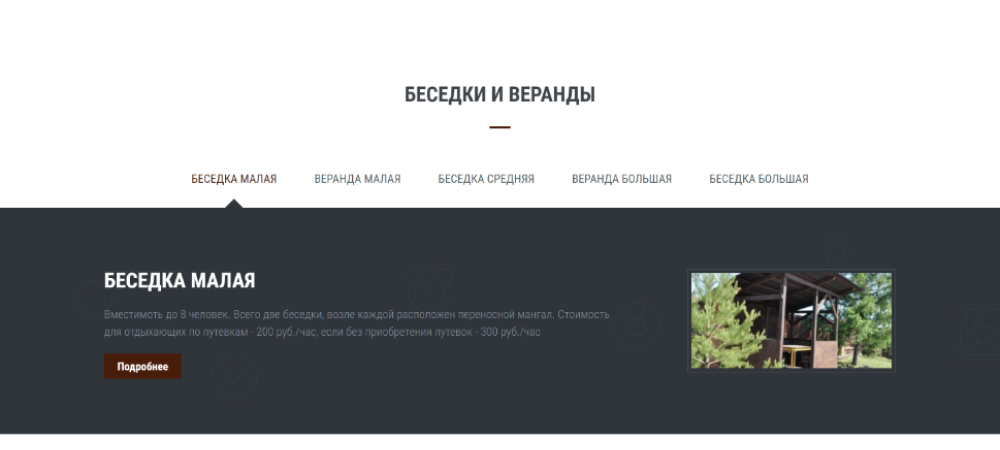 БЕСЕДКИ И ВЕРАНДЫ
БЕСЕДКА МАЛАЯ ВЕРАНДА МАЛАЯ БЕСЕДКА СРЕДНЯЯ ВЕРАНДА БОЛЬШАЯ БЕСЕДКА БОЛЬШАЯ
БЕСЕДКА МАЛАЯ
Вместимоть до 8 человек. Всего две беседки, возле каждой расположен переносной мангал. Стоимость
для отдыхающих по путевкам - 200 руб./час, если без приобретения путевок - 300 руб./час
Подробнее